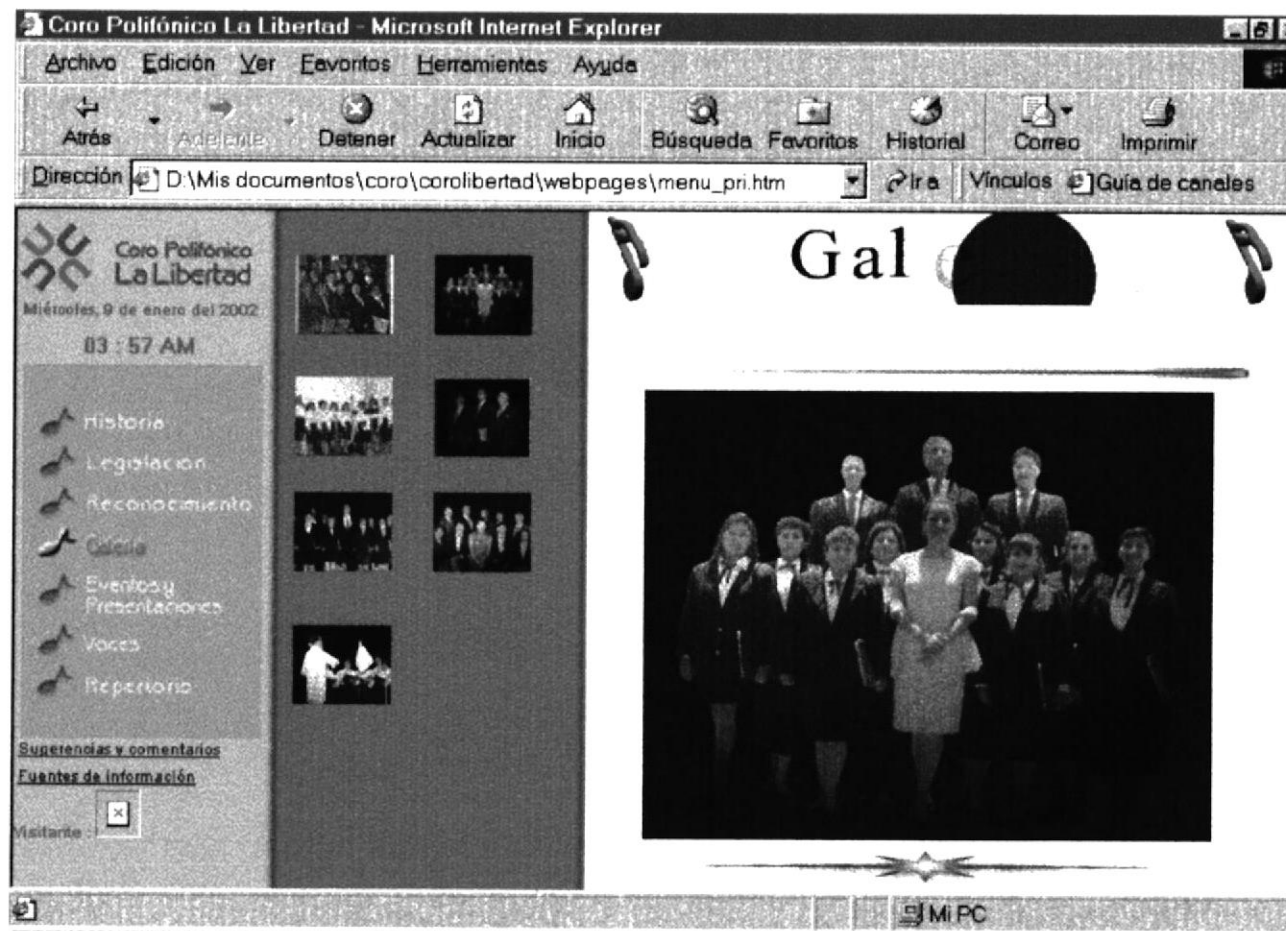 Coro Polifónico La Libertad - Microsoft Internet Explorer
Archivo Edición Ver Favoritos Herramientas Ayuda
Atrás Adelante Detener Actualizar Inicio Búsqueda Favoritos Historial Correo Imprimir
Dirección D:\Mis documentos\coro\corolibertad\webpages\menu_pri.htm Ir a Vínculos Guía de canales
Coro Polifónico
La Libertad
Miércoles, 9 de enero del 2002
03 : 57 AM
Historia
Legislación
Reconocimiento
Galería
Eventos y
Presentaciones
Voces
Repertorio
Sugerencias y comentarios
Fuentes de información
Visitante :
Gal
Mi PC